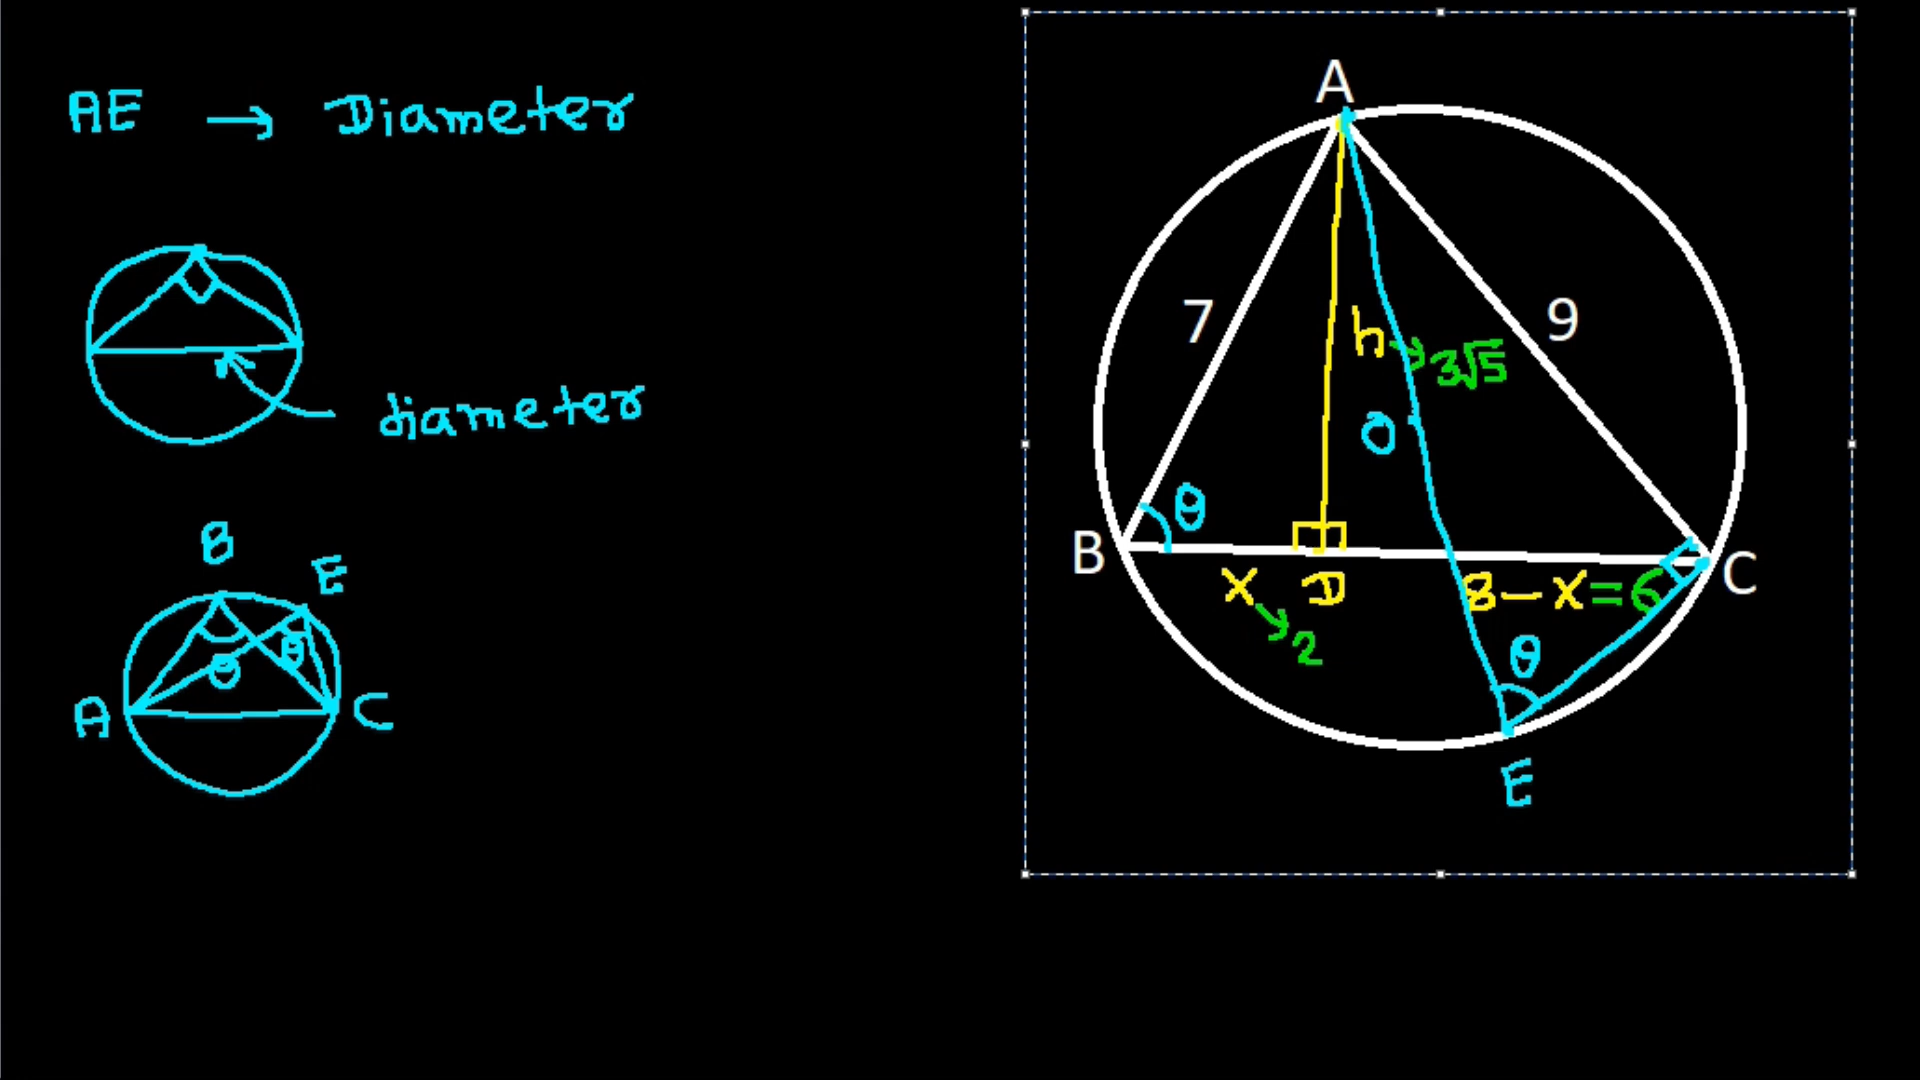 AE → Diameter
diameter
B
E
θ
θ
A
C
A
7
9
h → 3√5
O
θ
B
C
x
D
8 - x = 6
→ 2
θ
E